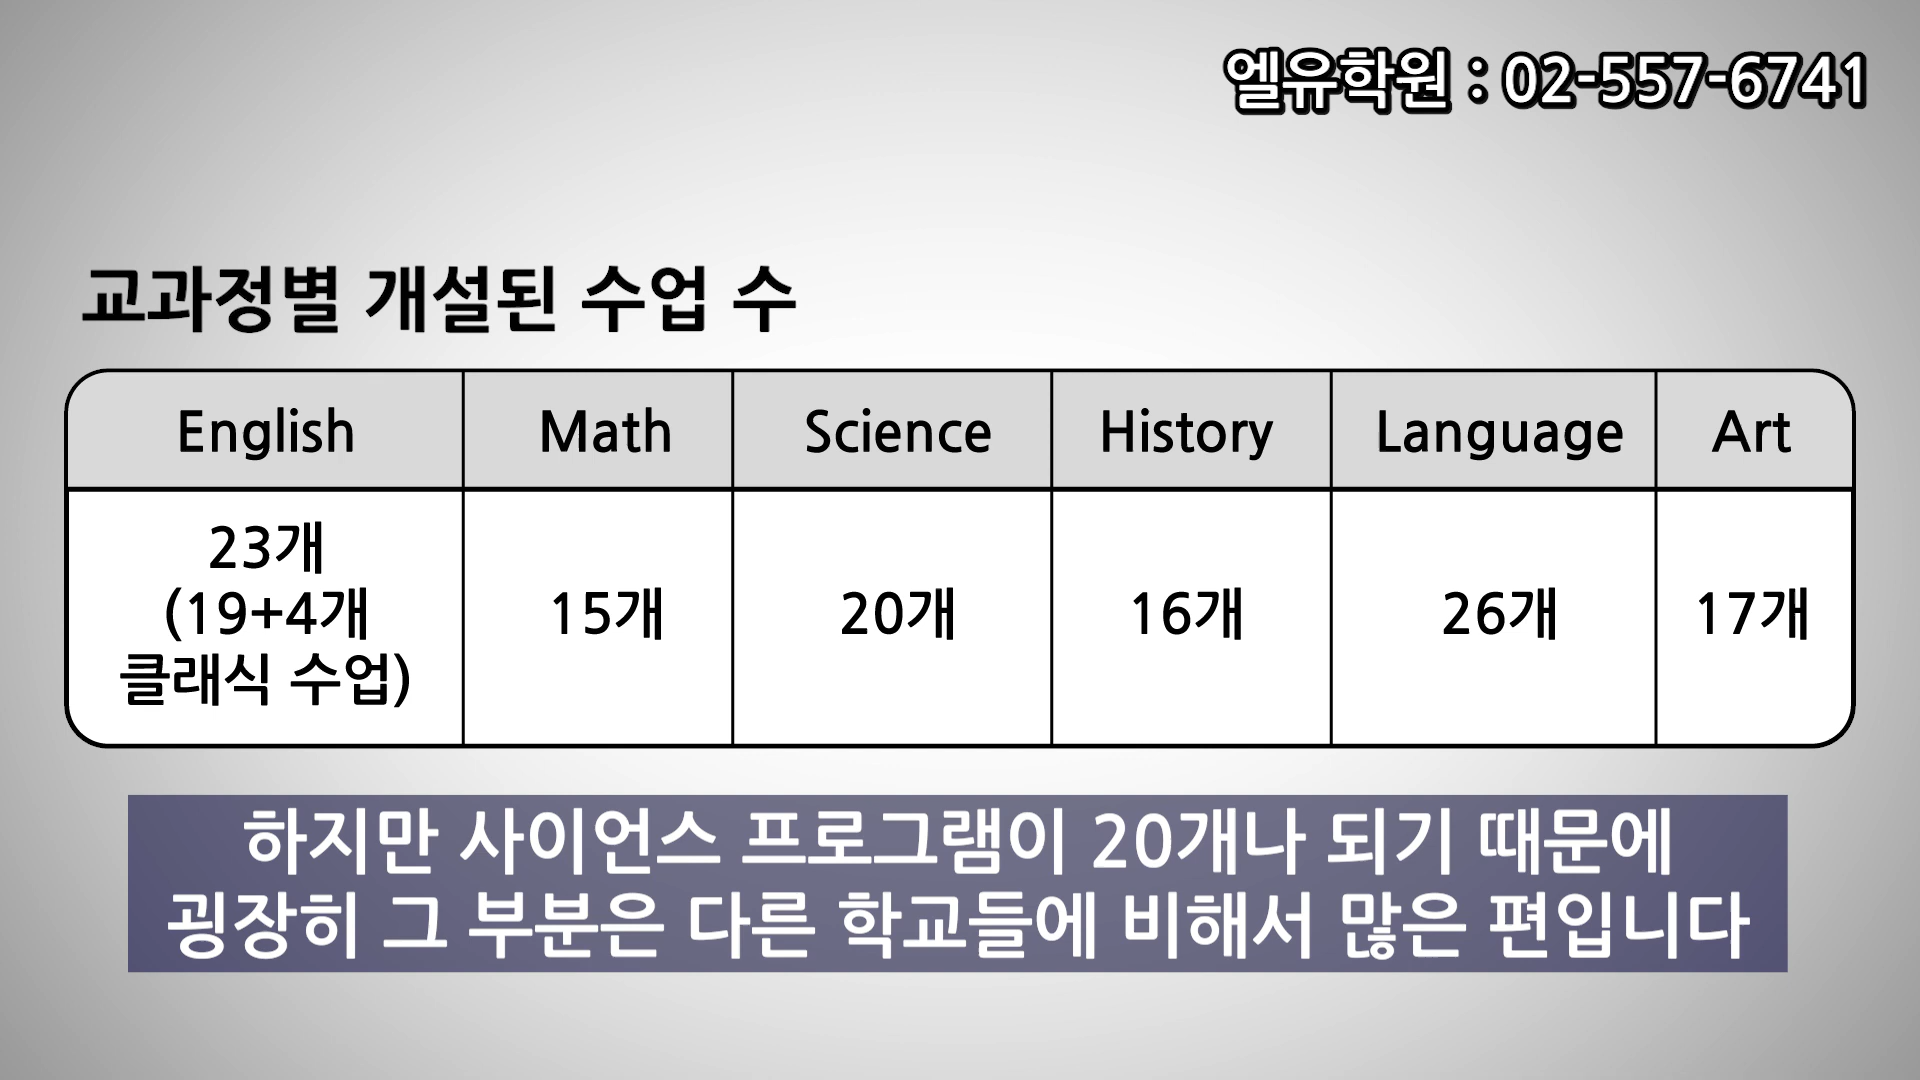 엘유학원 : 02-557-6741
교과정별 개설된 수업 수
English Math Science History Language Art
23개
(19+4개
클래식 수업)
15개 20개 16개 26개 17개
하지만 사이언스 프로그램이 20개나 되기 때문에
굉장히 그 부분은 다른 학교들에 비해서 많은 편입니다